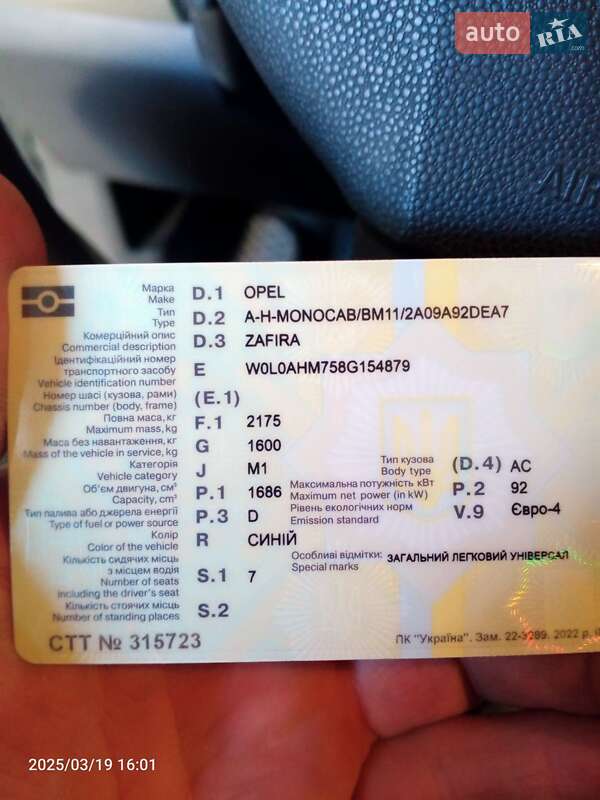 auto RIA .com
AIR
Марка D.1 OPEL
Make
Тип D.2 A-H-MONOCAB/BM11/2A09A92DEA7
Type
Комерційний опис D.3 ZAFIRA
Commercial description
Ідентифікаційний номер
транспортного засобу E W0L0AHM758G154879
Vehicle identification number
Номер шасі (кузова, рами) (E.1)
Chassis number (body, frame)
Повна маса, кг F.1 2175
Maximum mass, kg
Маса без навантаження, кг G 1600
Mass of the vehicle in service, kg
Категорія J M1 Тип кузова (D.4) AC
Vehicle category Body type
Об'єм двигуна, см³ P.1 1686 Максимальна потужність кВт P.2 92
Capacity, cm³ Maximum net power (in kW)
Тип палива або джерела енергії P.3 D Рівень екологічних норм V.9 Євро-4
Type of fuel or power source Emission standard
Колір R СИНІЙ
Color of the vehicle
Кількість сидячих місць Особливі відмітки: ЗАГАЛЬНИЙ ЛЕГКОВИЙ УНІВЕРСАЛ
з місцем водія S.1 7 Special marks
Number of seats
including the driver's seat
Кількість стоячих місць S.2
Number of standing places
СТТ № 315723
ПК "Україна". Зам. 22-3289. 2022 р.
2025/03/19 16:01